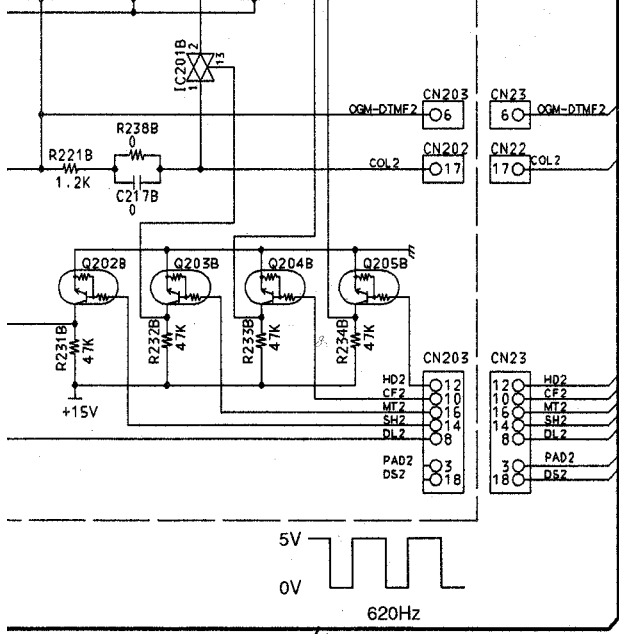 IC201B
2
13
1
CN203
CN23
OGM-DTMF2
6
6
OGM-DTMF2
R238B
0
CN202
CN22
R221B
COL2
17
17
COL2
1.2K
C217B
0
Q202B
Q203B
Q204B
Q205B
R231B
47K
R232B
47K
R233B
47K
R234B
47K
CN203
CN23
HD2
12
12
HD2
CF2
10
10
CF2
MT2
16
16
MT2
SH2
14
14
SH2
DL2
8
8
DL2
+15V
PAD2
3
3
PAD2
DS2
18
18
DS2
5V
0V
620Hz